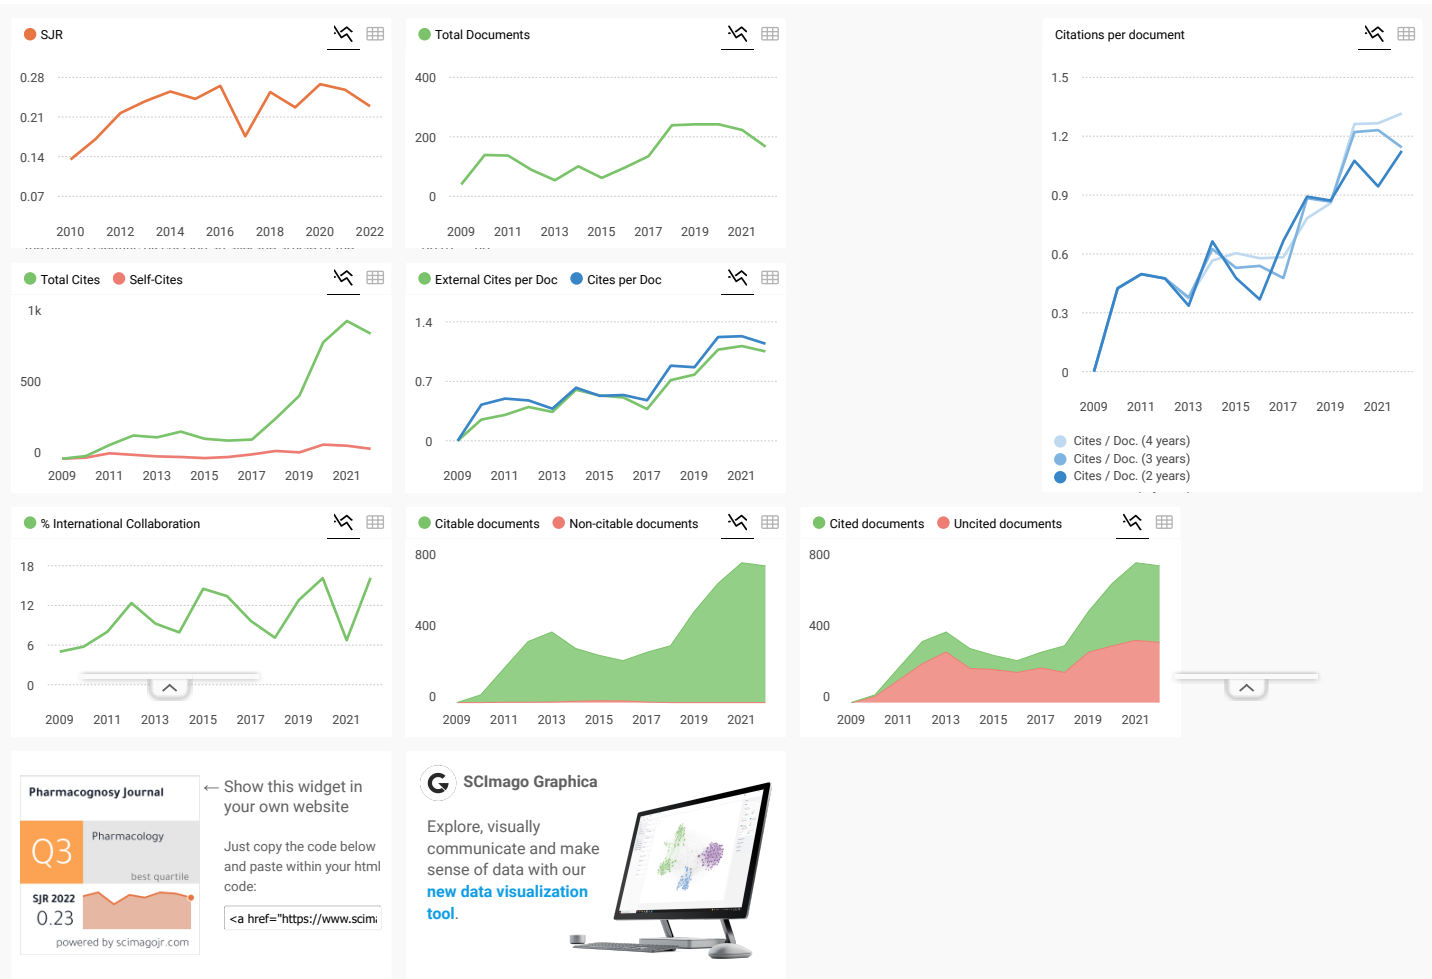 SJR
0.28
0.21
0.14
0.07
2010 2012 2014 2016 2018 2020 2022
Total Documents
400
200
0
2009 2011 2013 2015 2017 2019 2021
Citations per document
1.5
1.2
0.9
0.6
0.3
0
2009 2011 2013 2015 2017 2019 2021
Cites / Doc. (4 years)
Cites / Doc. (3 years)
Cites / Doc. (2 years)
Total Cites Self-Cites
1k
500
0
2009 2011 2013 2015 2017 2019 2021
External Cites per Doc Cites per Doc
1.4
0.7
0
2009 2011 2013 2015 2017 2019 2021
% International Collaboration
18
12
6
0
2009 2011 2013 2015 2017 2019 2021
Citable documents Non-citable documents
800
400
0
2009 2011 2013 2015 2017 2019 2021
Cited documents Uncited documents
800
400
0
2009 2011 2013 2015 2017 2019 2021
Pharmacognosy Journal
Q3
Pharmacology
best quartile
SJR 2022
0.23
powered by scimagojr.com
← Show this widget in
your own website
Just copy the code below
and paste within your html
code:
<a href="https://www.scim
SCImago Graphica
Explore, visually
communicate and make
sense of data with our
new data visualization
tool.